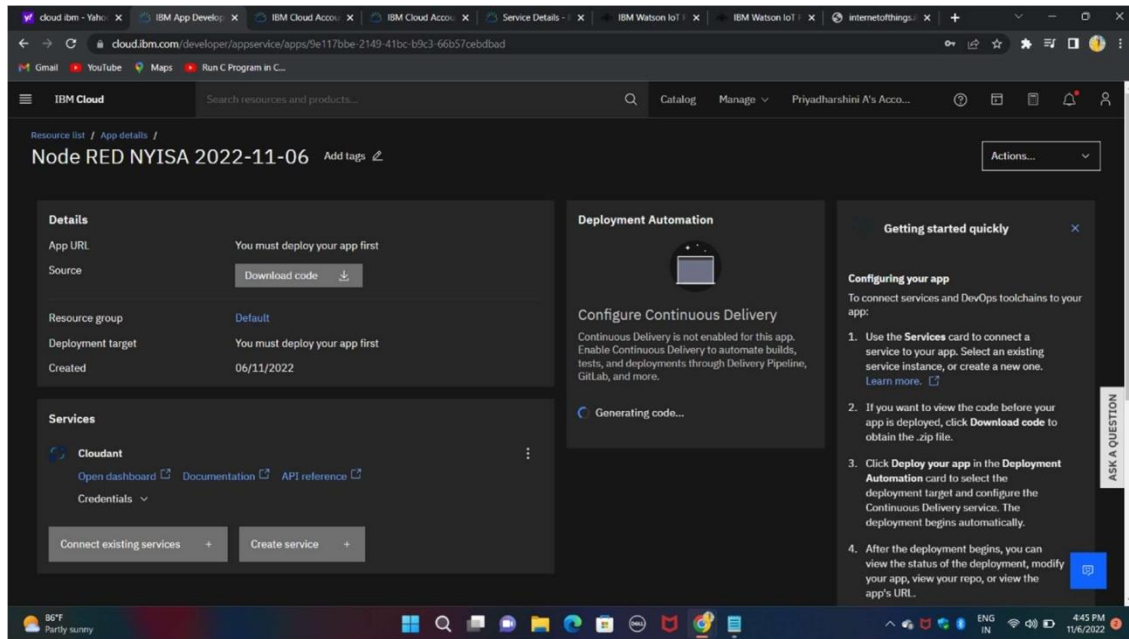 cloud ibm - Yaho
IBM App Develop
IBM Cloud Accou
IBM Cloud Accou
Service Details - I
IBM Watson IoT P
IBM Watson IoT P
internetofthings.i
cloud.ibm.com/developer/appservice/apps/9e117bbe-2149-41bc-b9c3-66b57cebdbad
Gmail YouTube Maps Run C Program in C...
IBM Cloud
Search resources and products...
Catalog Manage Priyadharshini A's Acco...
Resource list / App details /
Node RED NYISA 2022-11-06 Add tags
Actions...
Details
App URL You must deploy your app first
Source Download code
Resource group Default
Deployment target You must deploy your app first
Created 06/11/2022
Services
Cloudant
Open dashboard Documentation API reference
Credentials
Connect existing services +
Create service +
Deployment Automation
Configure Continuous Delivery
Continuous Delivery is not enabled for this app.
Enable Continuous Delivery to automate builds,
tests, and deployments through Delivery Pipeline,
GitLab, and more.
Generating code...
Getting started quickly
Configuring your app
To connect services and DevOps toolchains to your
app:
1. Use the Services card to connect a
service to your app. Select an existing
service instance, or create a new one.
Learn more.
2. If you want to view the code before your
app is deployed, click Download code to
obtain the .zip file.
3. Click Deploy your app in the Deployment
Automation card to select the
deployment target and configure the
Continuous Delivery service. The
deployment begins automatically.
4. After the deployment begins, you can
view the status of the deployment, modify
your app, view your repo, or view the
app's URL.
ASK A QUESTION
86°F
Partly sunny
DELL
ENG
IN
4:45 PM
11/6/2022